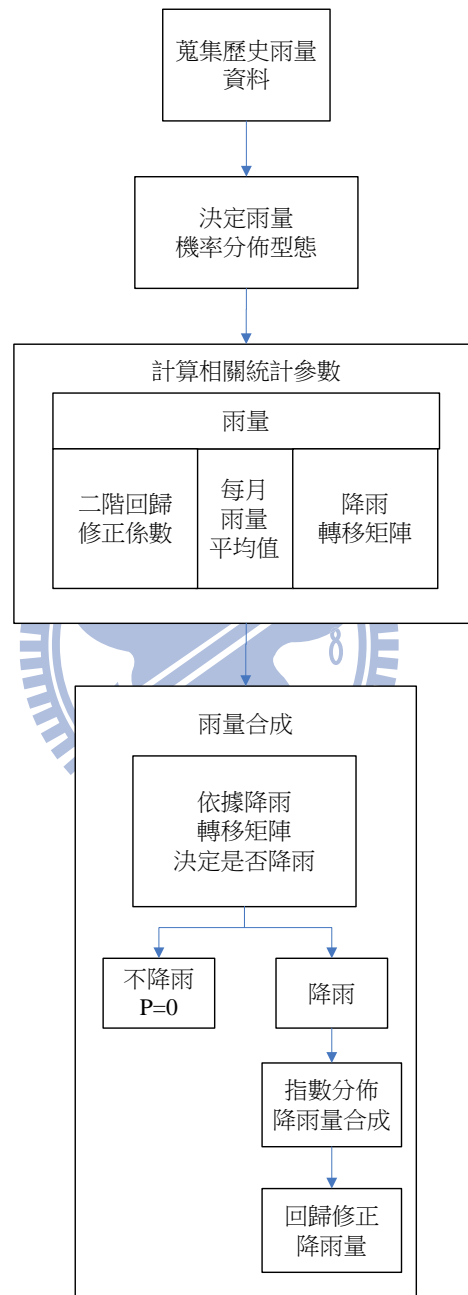 蒐集歷史雨量
資料
決定雨量
機率分佈型態
計算相關統計參數
雨量
二階回歸
修正係數
每月
雨量
平均值
降雨
轉移矩陣
8
雨量合成
依據降雨
轉移矩陣
決定是否降雨
不降雨
P=0
降雨
指數分佈
降雨量合成
回歸修正
降雨量